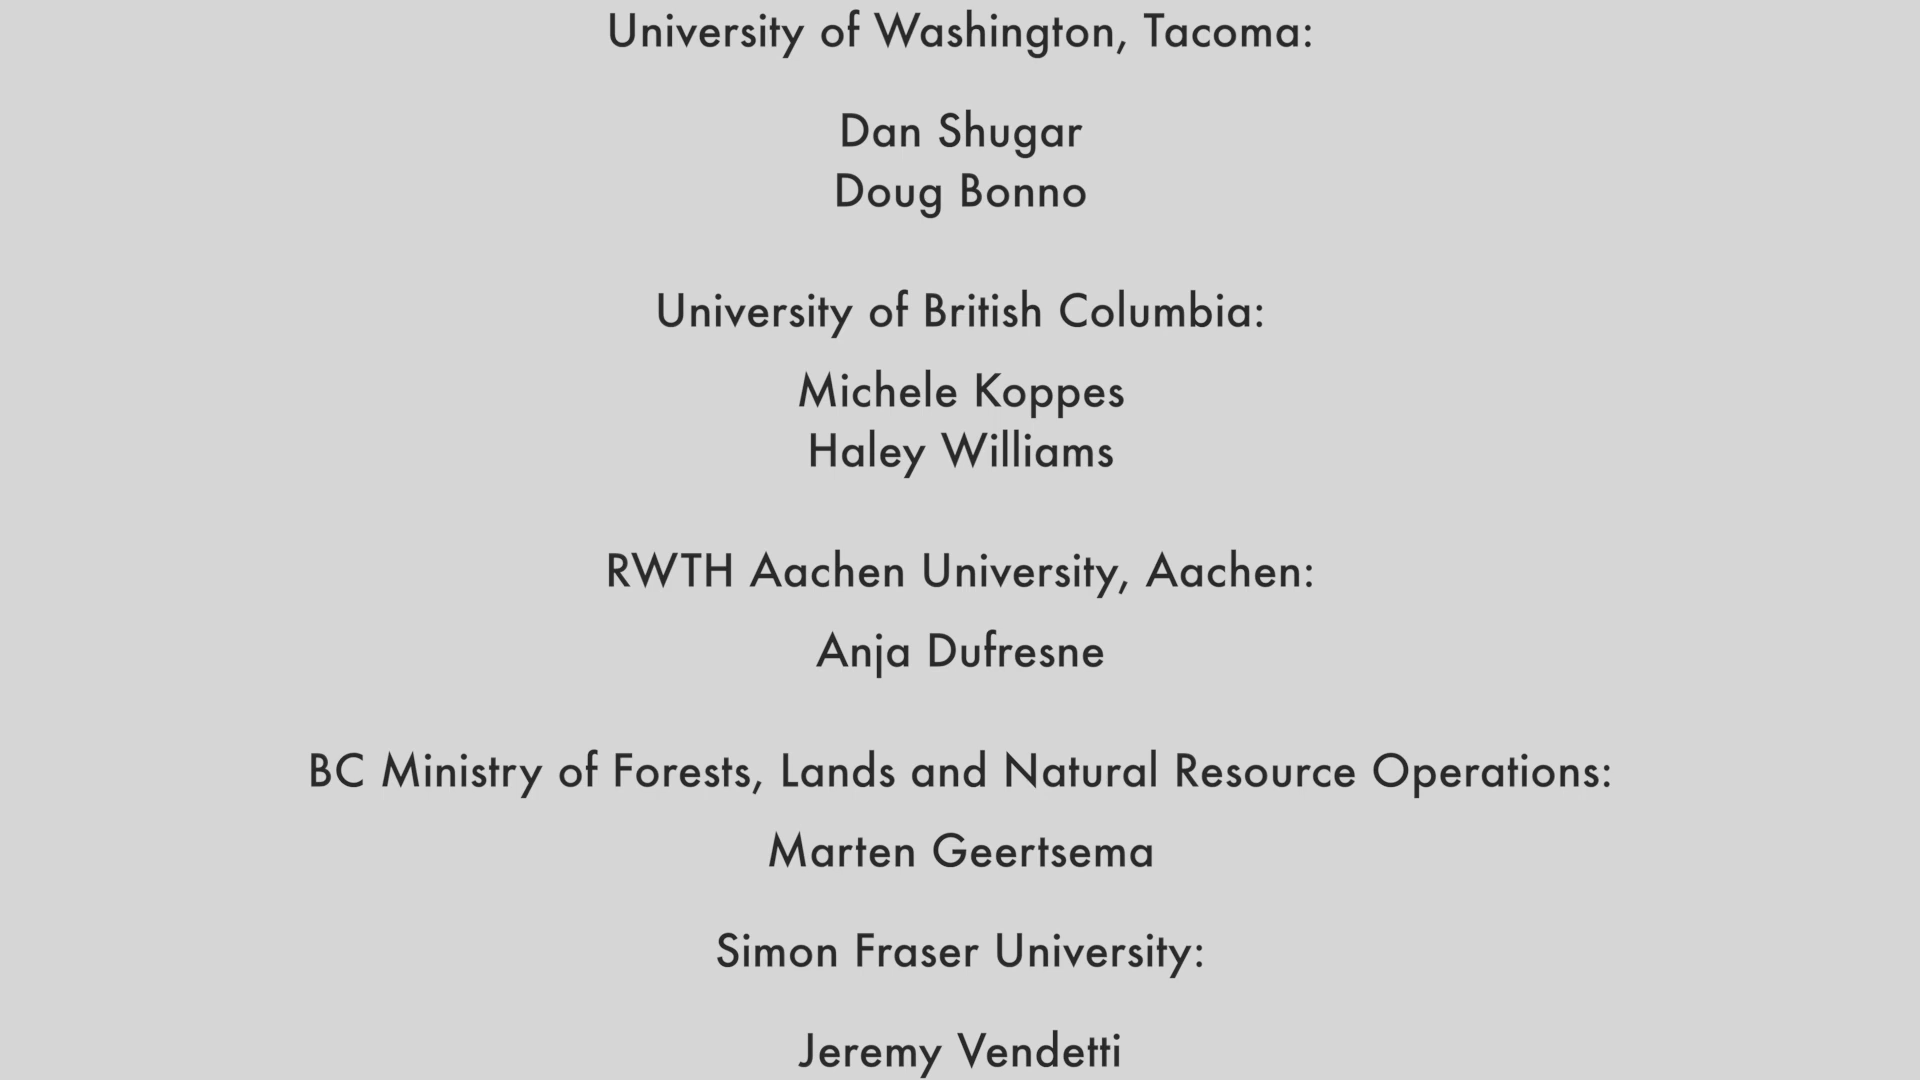 University of Washington, Tacoma:
Dan Shugar
Doug Bonno
University of British Columbia:
Michele Koppes
Haley Williams
RWTH Aachen University, Aachen:
Anja Dufresne
BC Ministry of Forests, Lands and Natural Resource Operations:
Marten Geertsema
Simon Fraser University:
Jeremy Vendetti